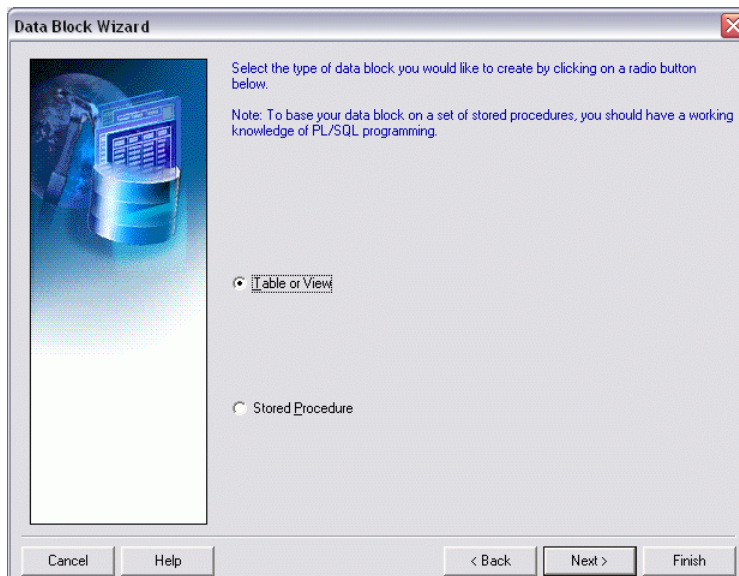 Data Block Wizard
Select the type of data block you would like to create by clicking on a radio button
below.
Note: To base your data block on a set of stored procedures, you should have a working
knowledge of PL/SQL programming.
Table or View
Stored Procedure
Cancel
Help
< Back
Next >
Finish